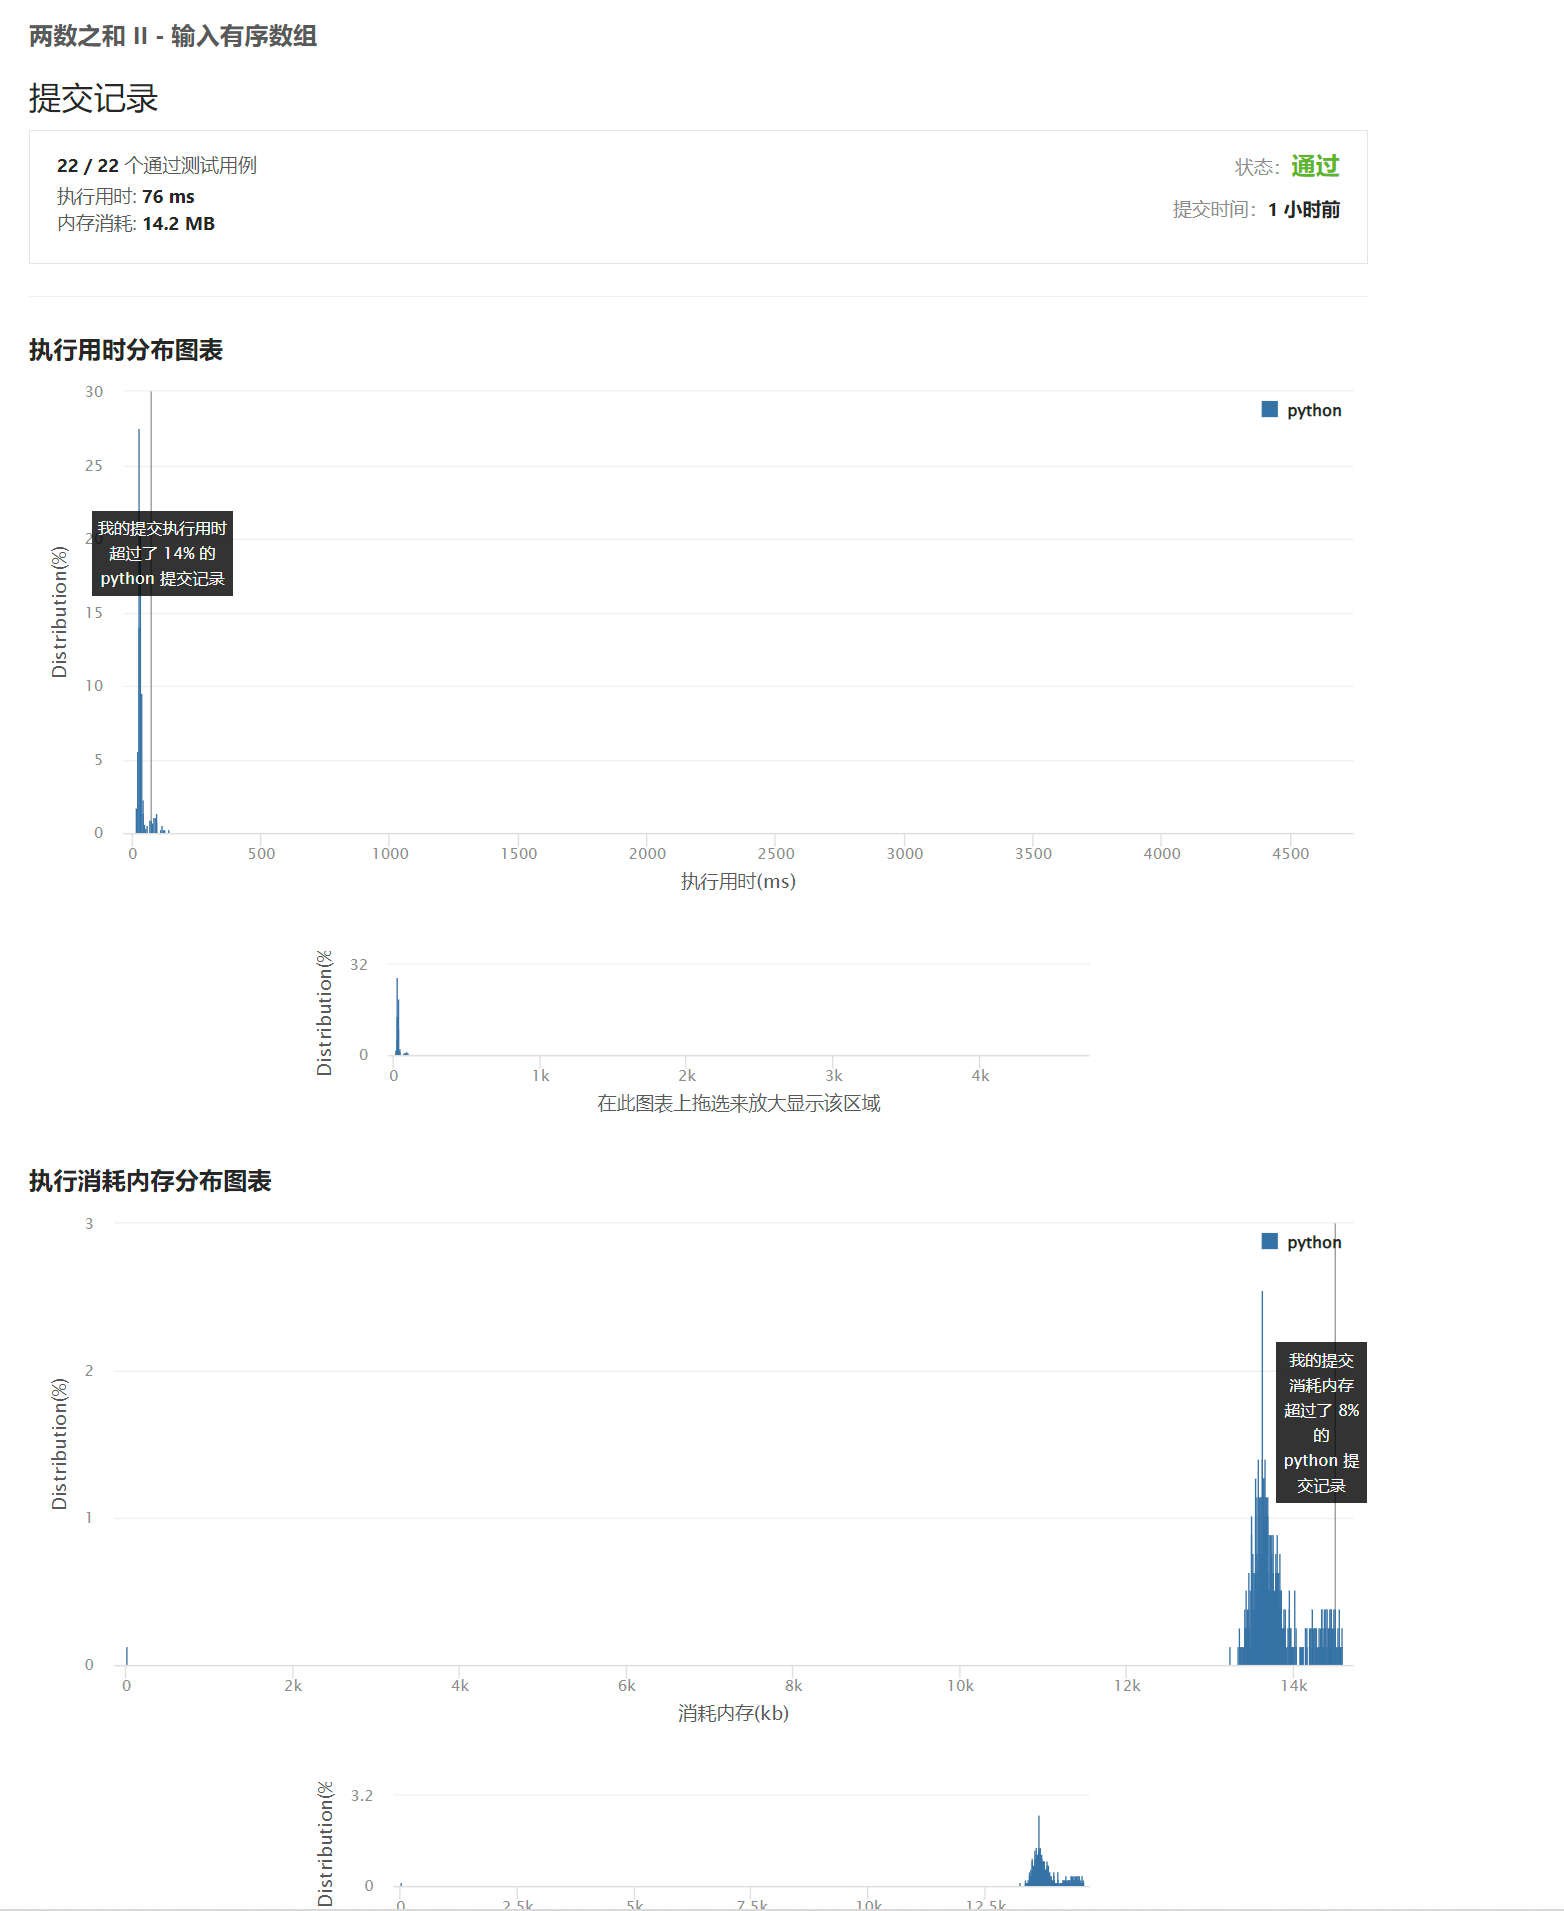 两数之和 II - 输入有序数组
提交记录
22 / 22 个通过测试用例
状态：通过
执行用时: 76 ms
提交时间：1 小时前
内存消耗: 14.2 MB
执行用时分布图表
30
25
20
15
10
5
0
Distribution(%)
python
我的提交执行用时
超过了 14% 的
python 提交记录
0 500 1000 1500 2000 2500 3000 3500 4000 4500
执行用时(ms)
Distribution(%
32
0
0 1k 2k 3k 4k
在此图表上拖选来放大显示该区域
执行消耗内存分布图表
3
2
1
0
Distribution(%)
python
我的提交
消耗内存
超过了 8%
的
python 提
交记录
0 2k 4k 6k 8k 10k 12k 14k
消耗内存(kb)
Distribution(%
3.2
0
0 2.5k 5k 7.5k 10k 12.5k